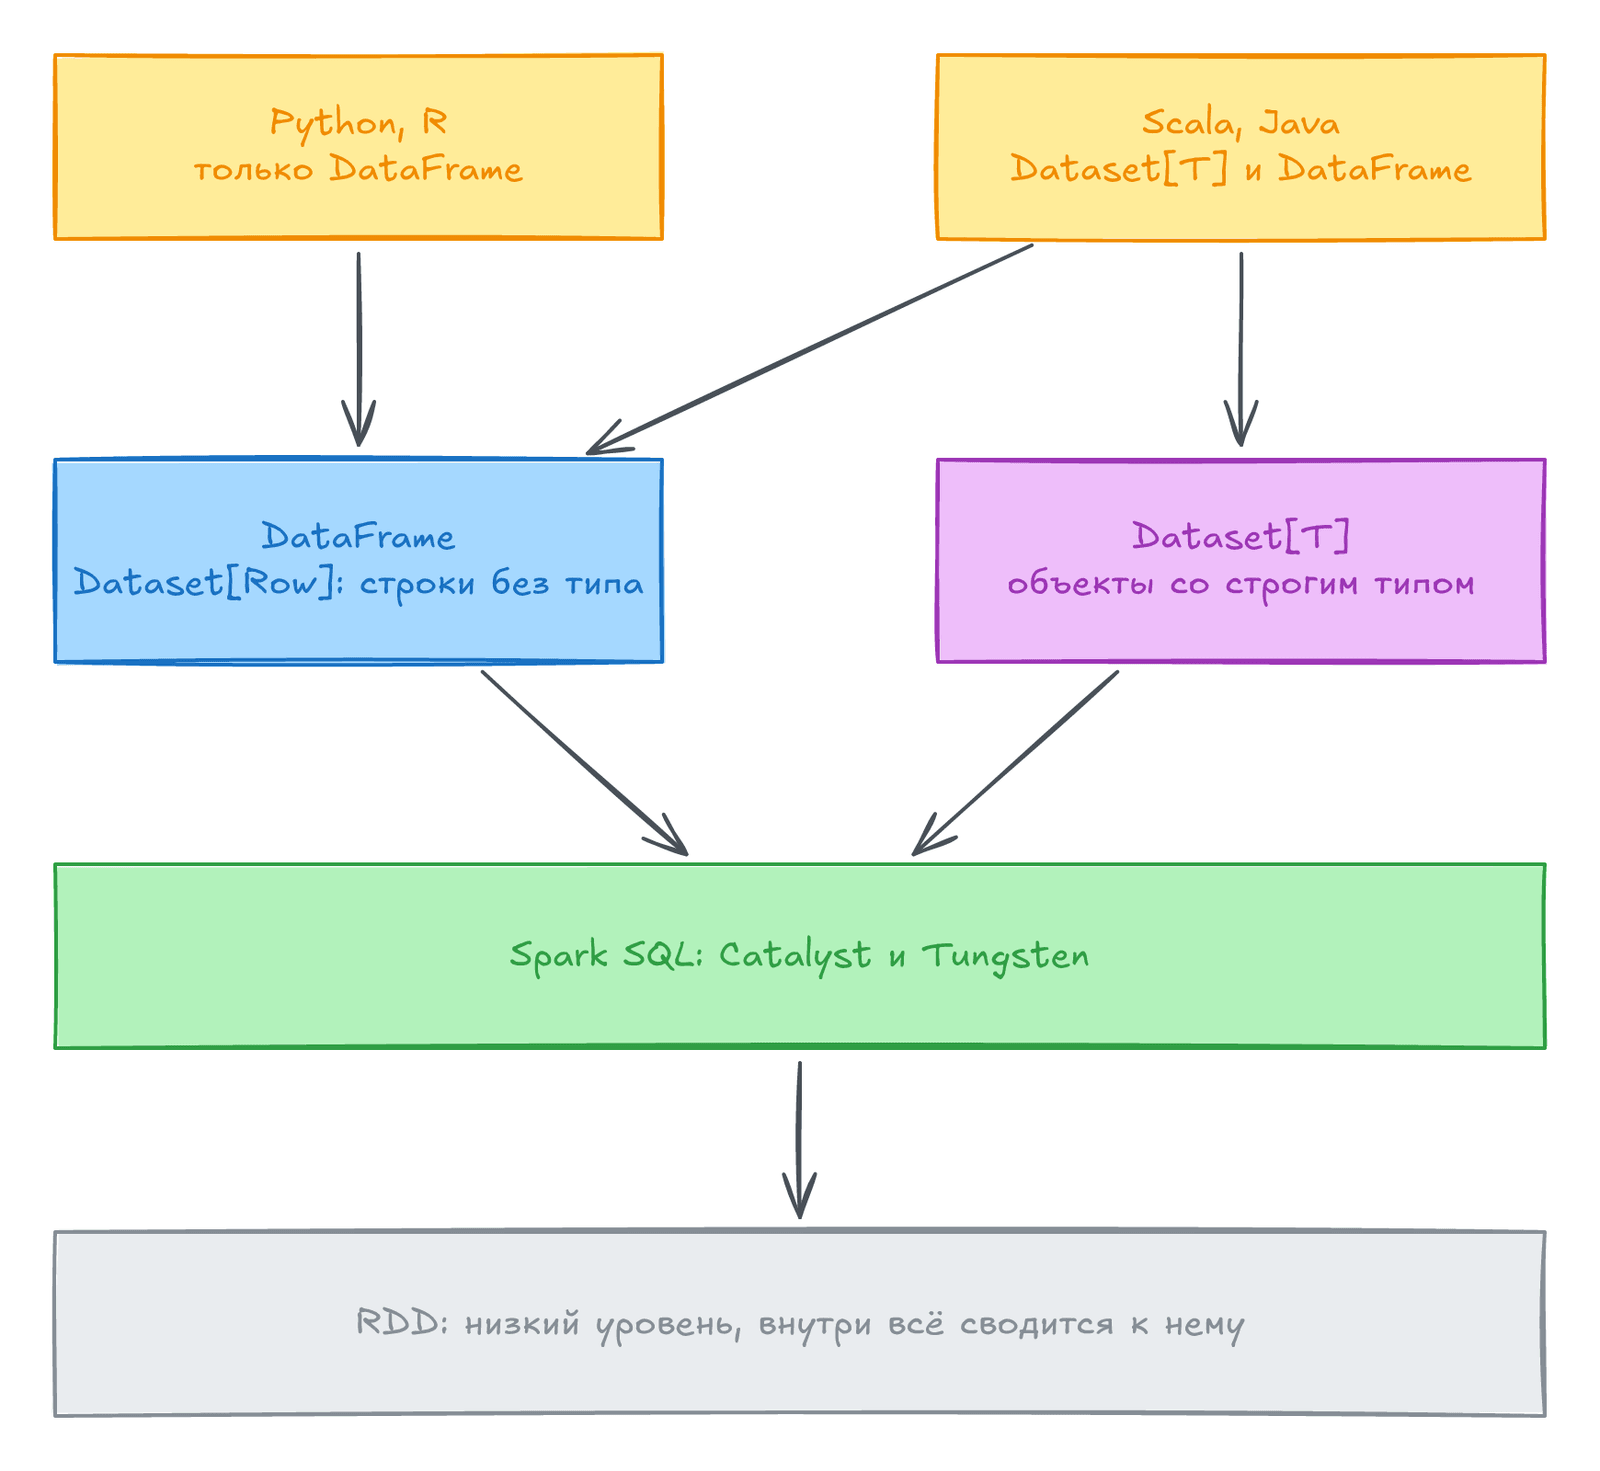 Python, R
только DataFrame
Scala, Java
Dataset[T] и DataFrame
DataFrame
Dataset[Row]: строки без типа
Dataset[T]
объекты со строгим типом
Spark SQL: Catalyst и Tungsten
RDD: низкий уровень, внутри всё сводится к нему